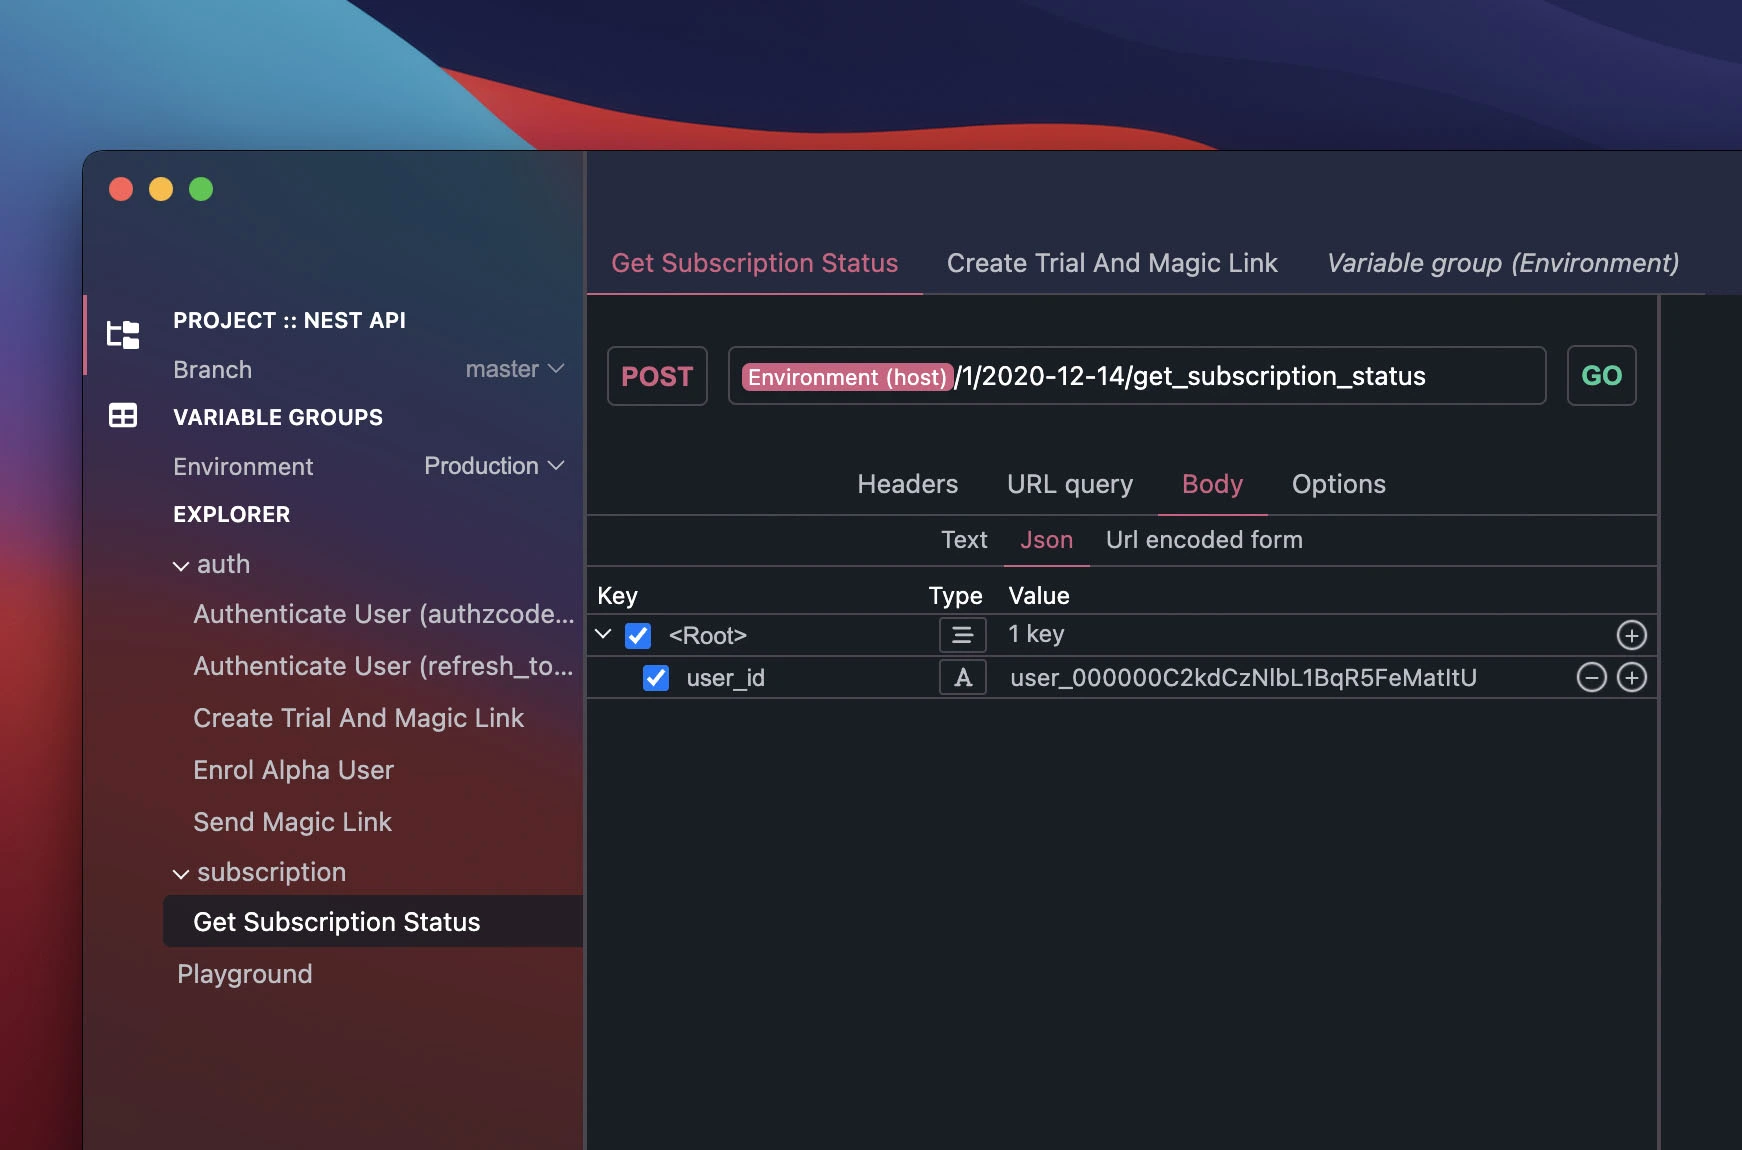 PROJECT :: NEST API
Branch master
VARIABLE GROUPS
Environment Production
EXPLORER
auth
Authenticate User (authzcode...
Authenticate User (refresh_to...
Create Trial And Magic Link
Enrol Alpha User
Send Magic Link
subscription
Get Subscription Status
Playground
Get Subscription Status Create Trial And Magic Link Variable group (Environment)
POST Environment (host)/1/2020-12-14/get_subscription_status GO
Headers URL query Body Options
Text Json Url encoded form
Key Type Value
<Root> 1 key
user_id A user_000000C2kdCzNlbL1BqR5FeMatItU